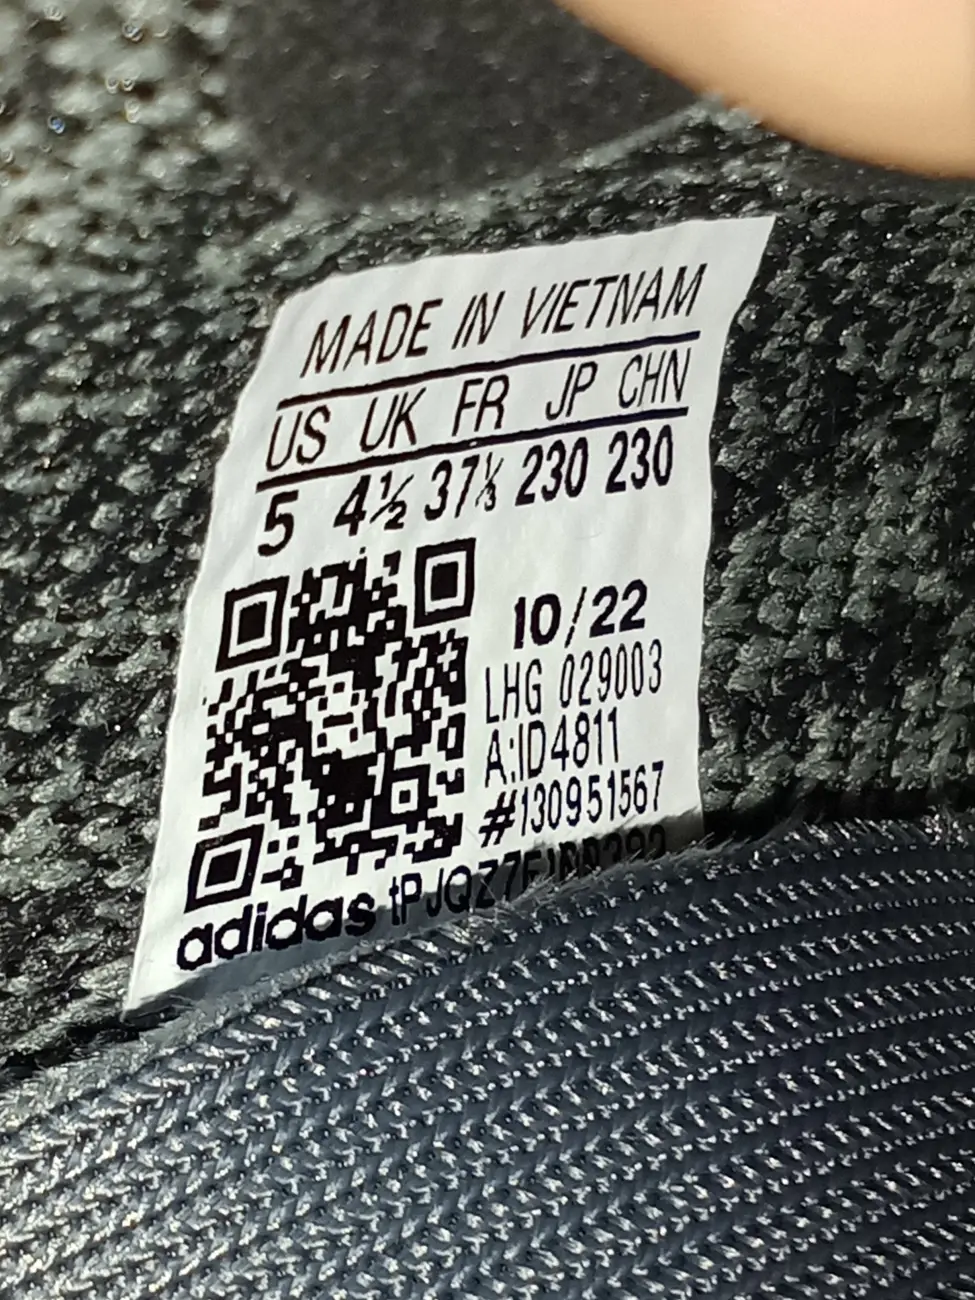 MADE IN VIETNAM
US UK FR JP CHN
5 4½ 37⅓ 230 230
10/22
LHG 029003
A:ID4811
#130951567
adidas